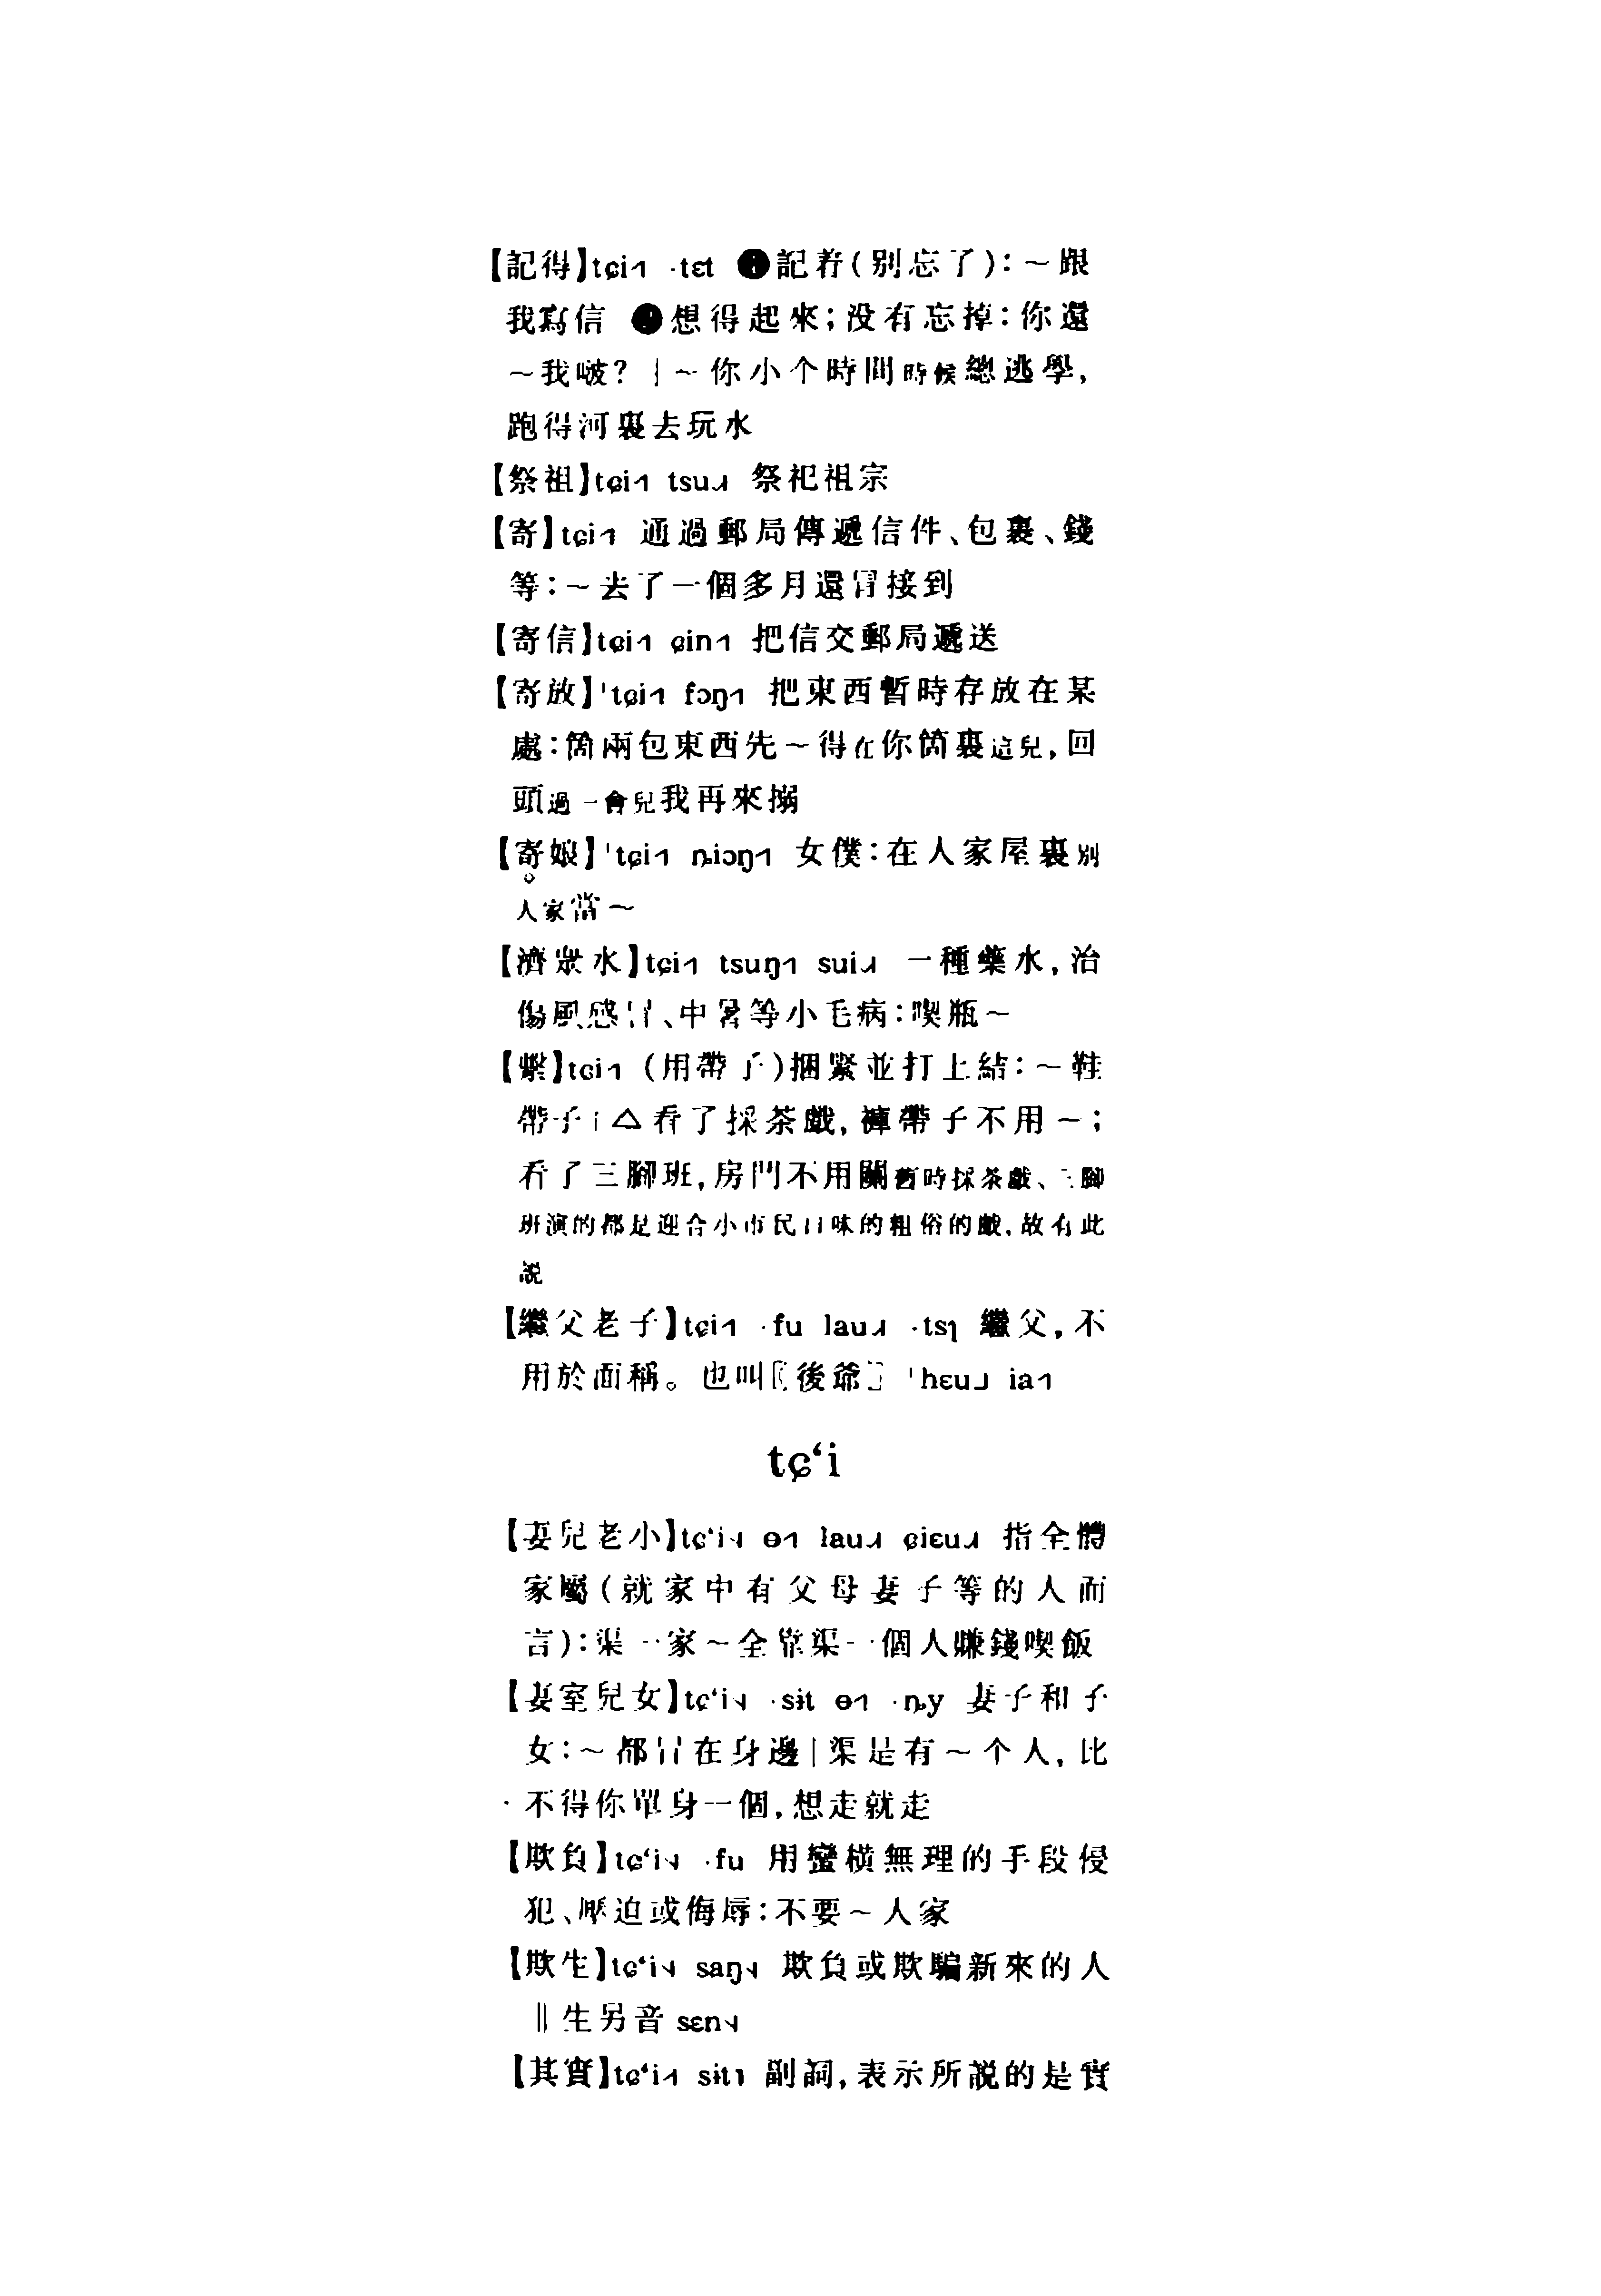 【記得】tɕi˧˥ ·tɛt ❶記着(别忘了):～跟
我寫信 ❷想得起來;没有忘掉:你還
～我啵?｜～你小个時間時候總逃學,
跑得河裏去玩水
【祭祖】tɕi˧˥ tsu˨˩˧ 祭祀祖宗
【寄】tɕi˧˥ 通過郵局傳遞信件、包裹、錢
等:～去了一個多月還冒接到
【寄信】tɕi˧˥ ɕin˧˥ 把信交郵局遞送
【寄放】ˈtɕi˧˥ fɔŋ˧˥ 把東西暫時存放在某
處:箇兩包東西先～得在你箇裏這兒,回
頭過一會兒我再來搦
【寄娘】ˈtɕi˧˥ ȵiɔŋ˧˥ 女僕:在人家屋裏别
人家當～
【濟衆水】tɕi˧˥ tsuŋ˧˥ sui˨˩˧ 一種藥水,治
傷風感冒、中暑等小毛病:喫瓶～
【繫】tɕi˧˥ (用帶子)捆緊並打上結:～鞋
帶子｜△看了採茶戲,褲帶子不用～;
看了三腳班,房門不用關舊時採茶戲、三腳
班演的都是迎合小市民口味的粗俗的戲,故有此
説
【繼父老子】tɕi˧˥ ·fu lau˨˩˧ ·tsɿ 繼父,不
用於面稱。也叫〖後爺〗 ˈhɛu˨˩ ia˧˥
tɕʻi
【妻兒老小】tɕʻi˦˨ ɵ˧˥ lau˨˩˧ ɕiɛu˨˩˧ 指全體
家屬(就家中有父母妻子等的人而
言):渠一家～全靠渠一個人賺錢喫飯
【妻室兒女】tɕʻi˦˨ ·sɨt ɵ˧˥ ·ȵy 妻子和子
女:～都冒在身邊｜渠是有～个人,比
不得你單身一個,想走就走
【欺負】tɕʻi˦˨ ·fu 用蠻横無理的手段侵
犯、壓迫或侮辱:不要～人家
【欺生】tɕʻi˦˨ saŋ˦˨ 欺負或欺騙新來的人
‖生另音 sɛn˦˨
【其實】tɕʻi˨˦ sɨt˥ 副詞,表示所説的是實